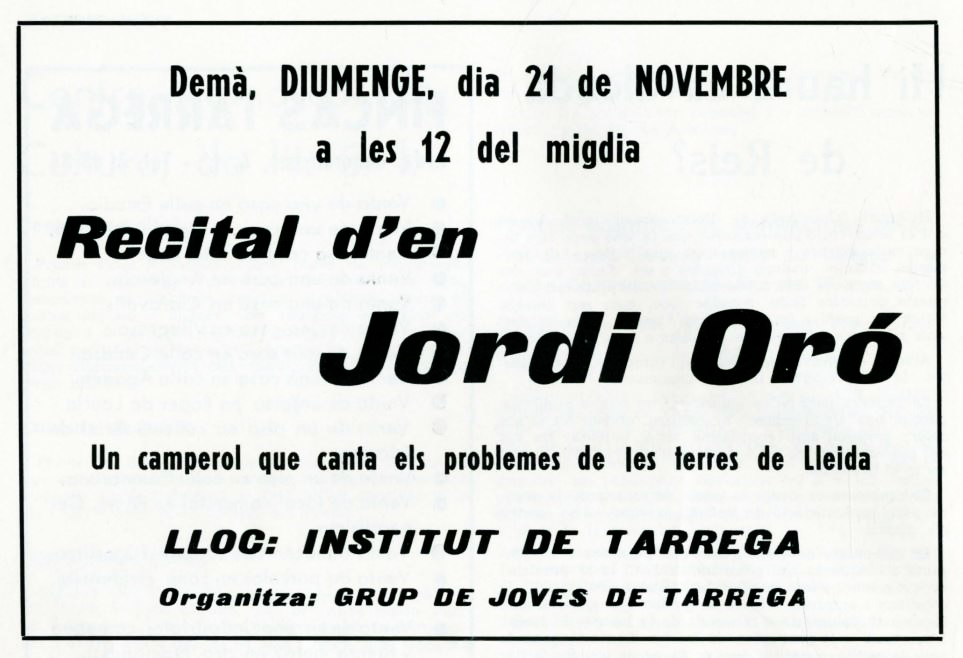 Demà, DIUMENGE, dia 21 de NOVEMBRE
a les 12 del migdia
Recital d'en
Jordi Oró
Un camperol que canta els problemes de les terres de Lleida
LLOC: INSTITUT DE TARREGA
Organitza: GRUP DE JOVES DE TARREGA